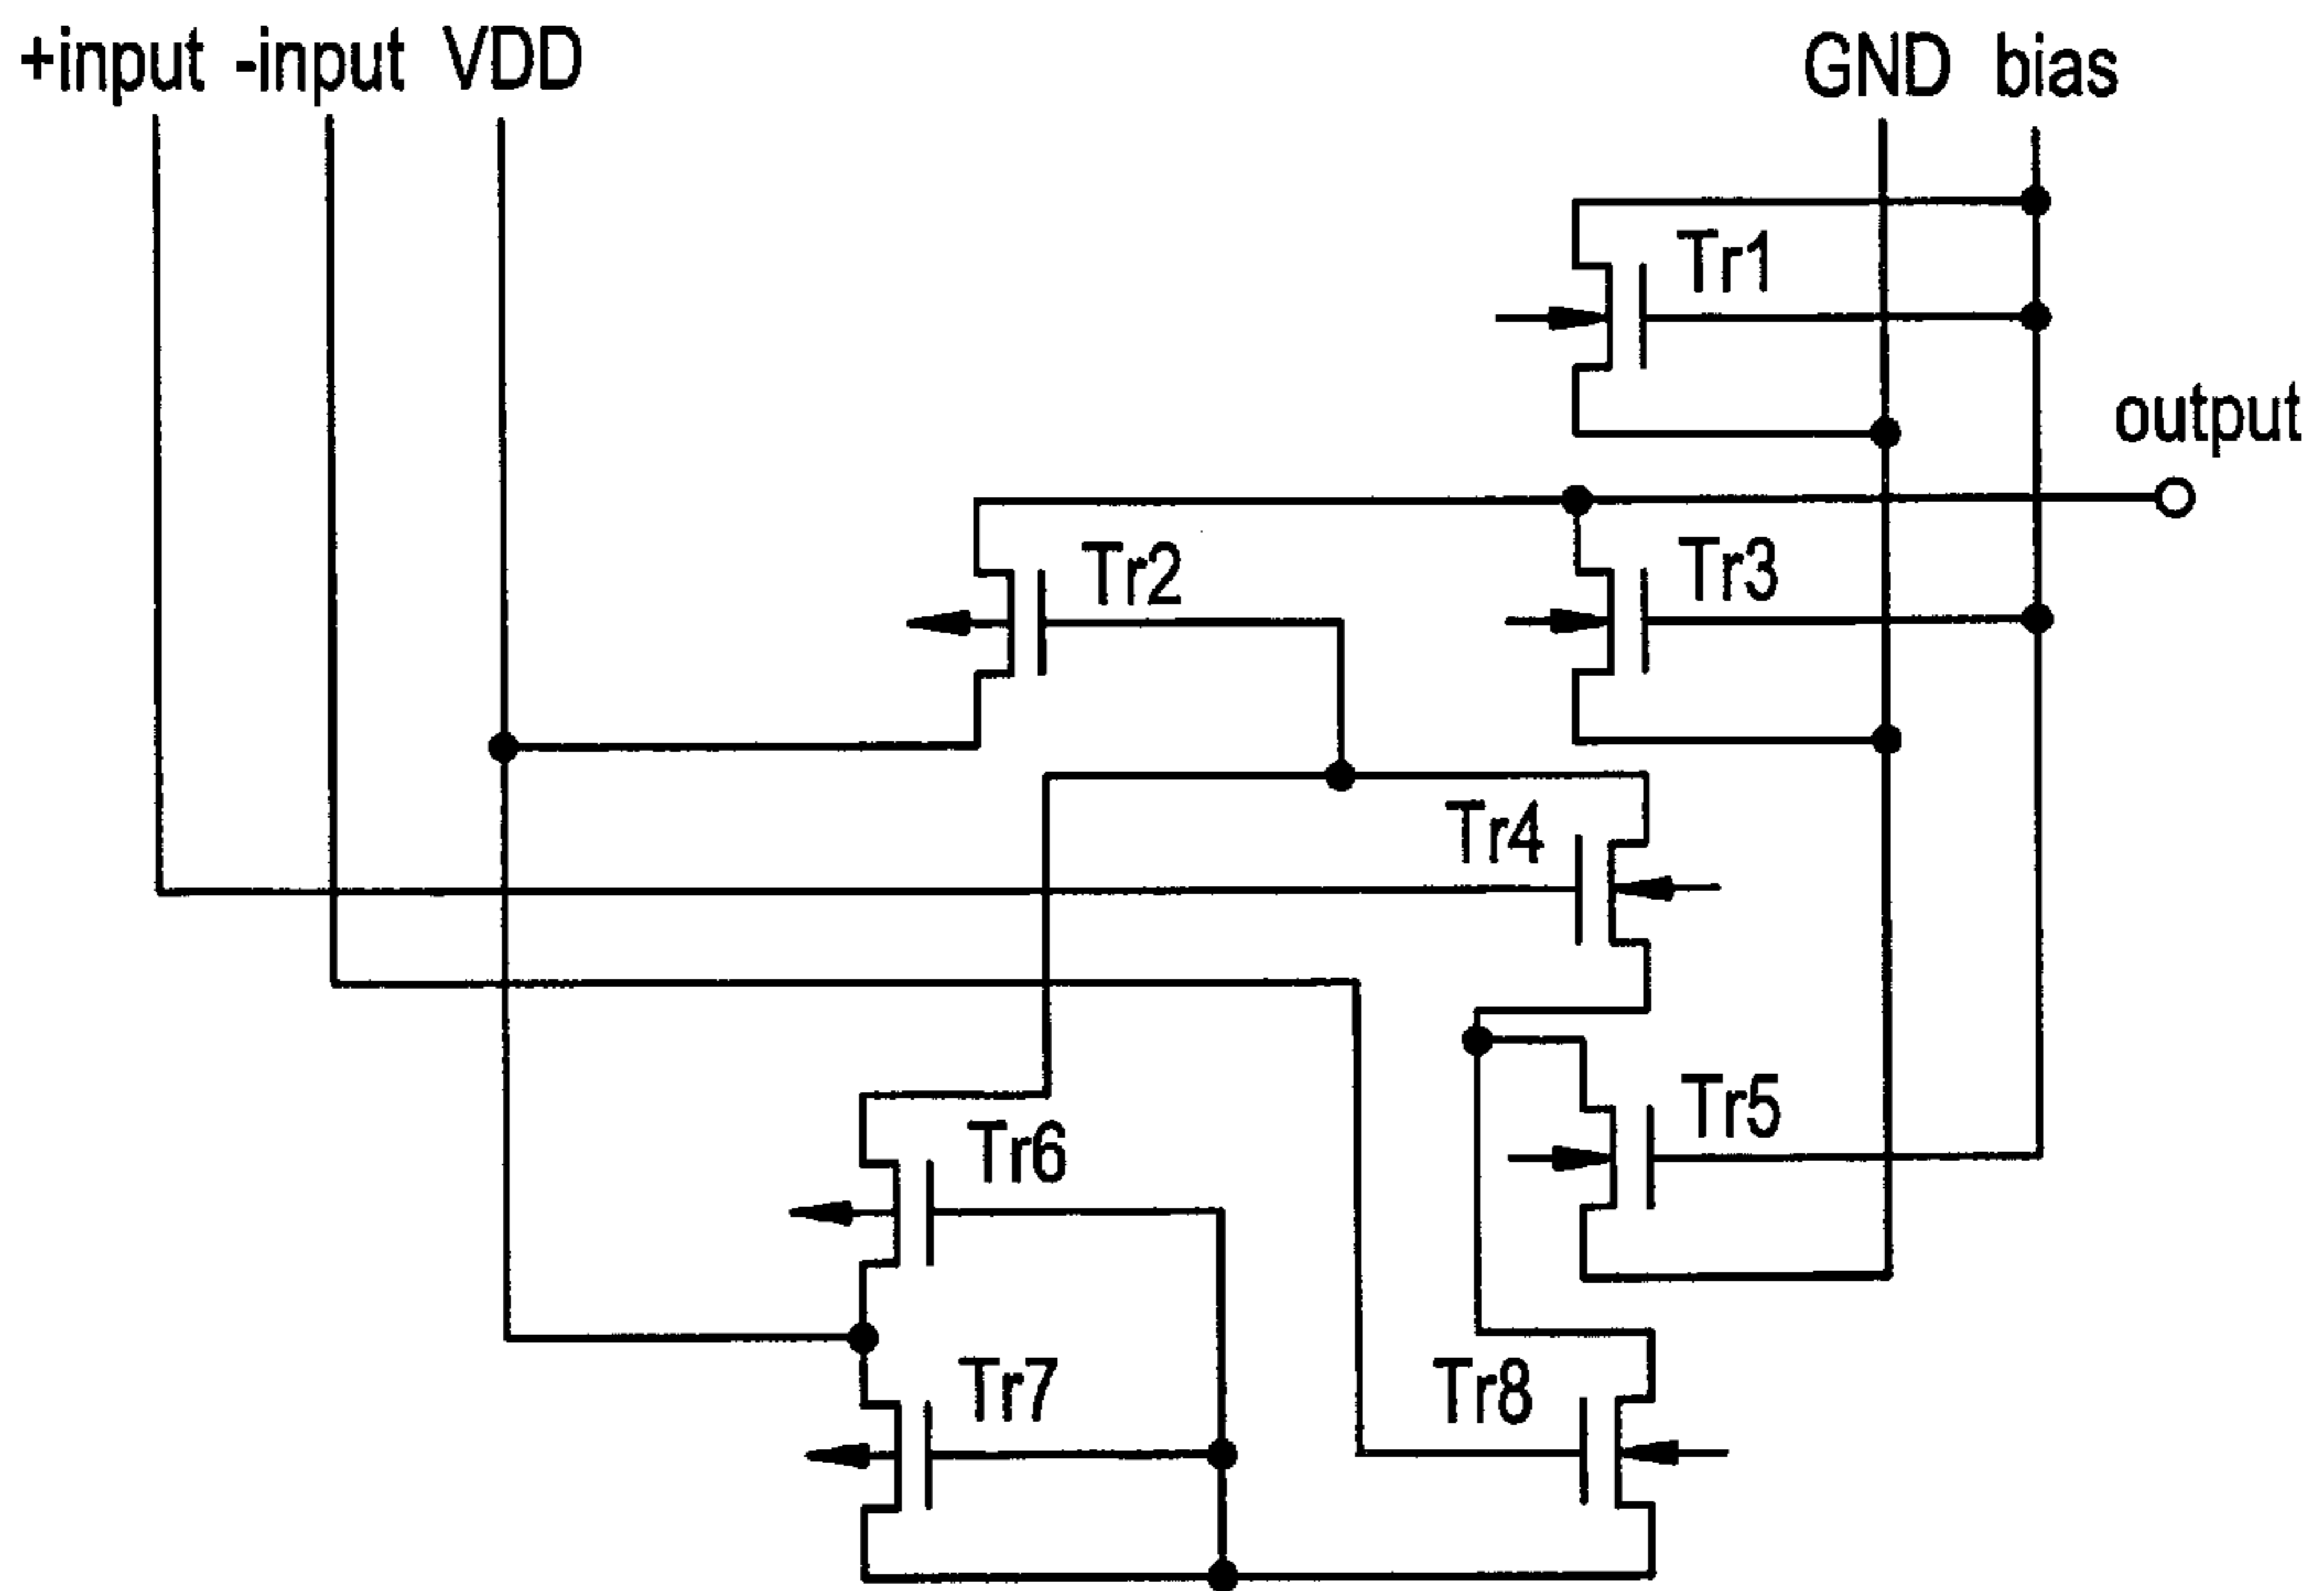 +input -input VDD GND bias
Tr1
output
Tr2 Tr3
Tr4
Tr5
Tr6
Tr7 Tr8